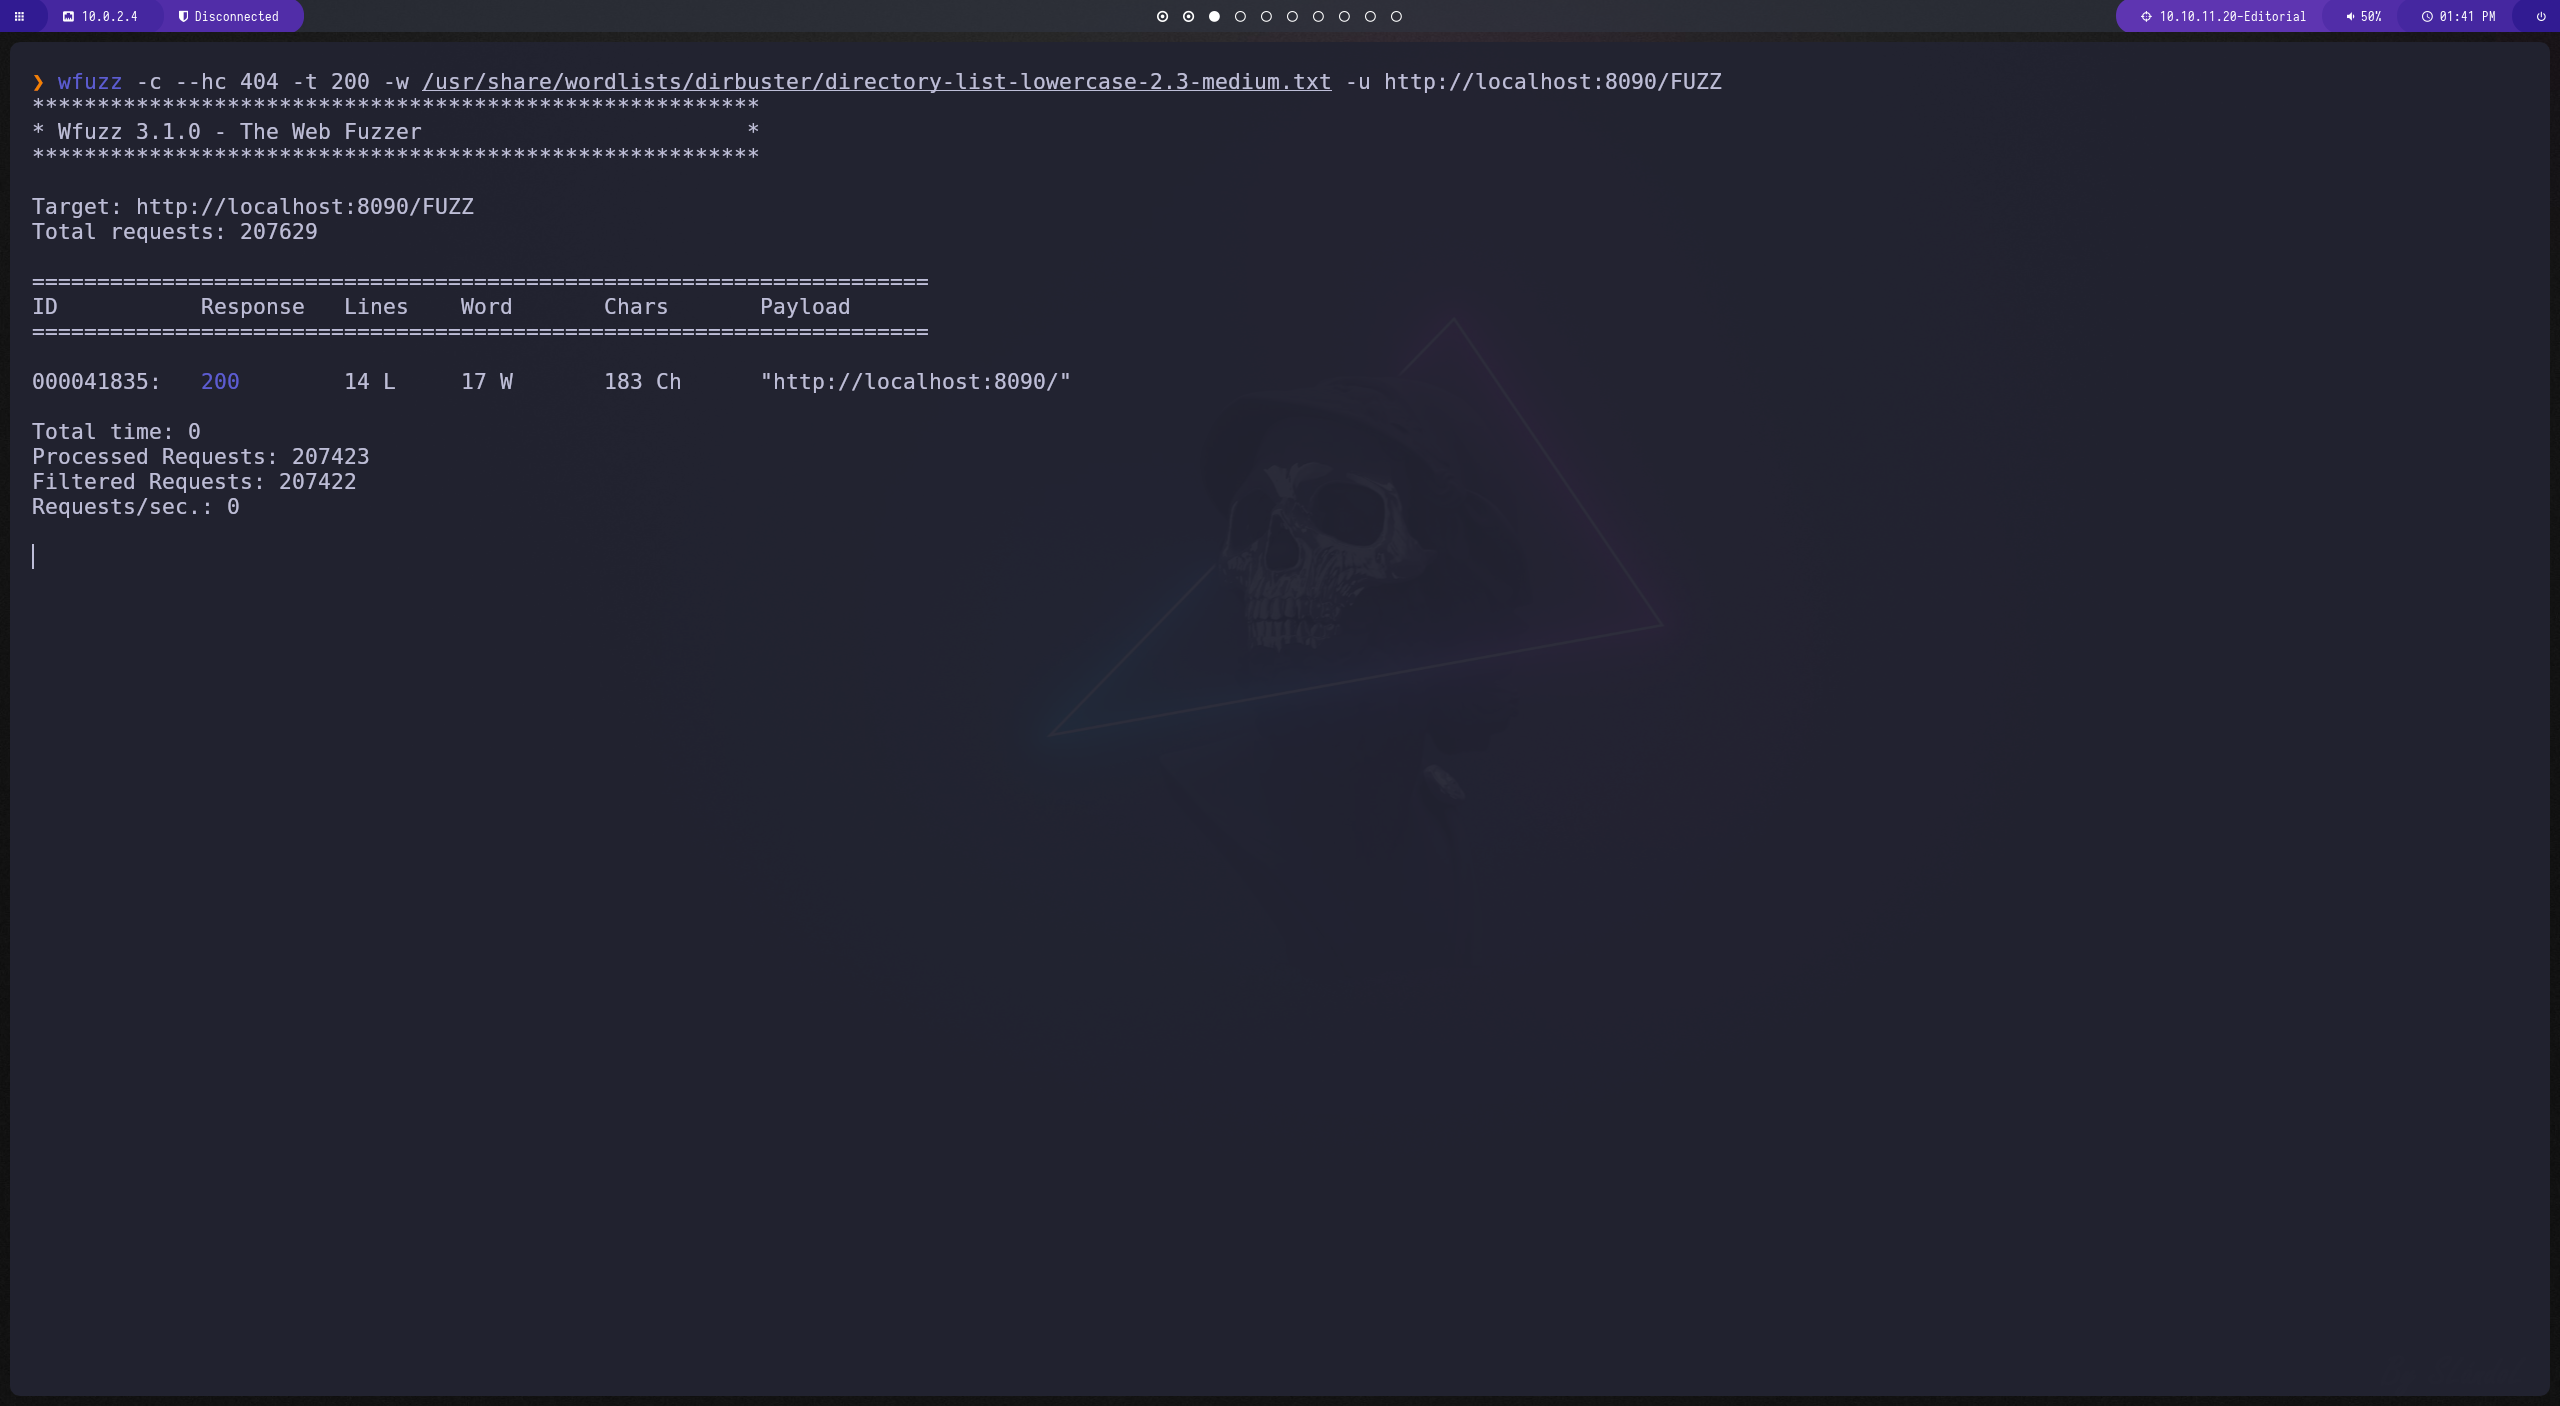 10.0.2.4 Disconnected 10.10.11.20-Editorial 50% 01:41 PM
❯ wfuzz -c --hc 404 -t 200 -w /usr/share/wordlists/dirbuster/directory-list-lowercase-2.3-medium.txt -u http://localhost:8090/FUZZ
********************************************************
* Wfuzz 3.1.0 - The Web Fuzzer                         *
********************************************************
Target: http://localhost:8090/FUZZ
Total requests: 207629
=====================================================================
ID           Response   Lines    Word       Chars       Payload
=====================================================================
000041835:   200        14 L     17 W       183 Ch      "http://localhost:8090/"
Total time: 0
Processed Requests: 207423
Filtered Requests: 207422
Requests/sec.: 0